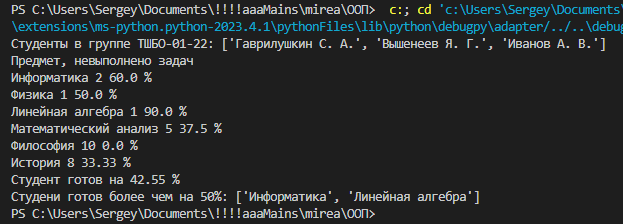 PS C:\Users\Sergey\Documents\!!!!aaaMains\mirea\ООП>  c:; cd 'c:\Users\Sergey\Documents\
\extensions\ms-python.python-2023.4.1\pythonFiles\lib\python\debugpy\adapter/../..\debug
Студенты в группе ТШБО-01-22: ['Гаврилушкин С. А.', 'Вышенеев Я. Г.', 'Иванов А. В.']
Предмет, невыполнено задач
Информатика 2 60.0 %
Физика 1 50.0 %
Линейная алгебра 1 90.0 %
Математический анализ 5 37.5 %
Философия 10 0.0 %
История 8 33.33 %
Студент готов на 42.55 %
Студени готов более чем на 50%: ['Информатика', 'Линейная алгебра']
PS C:\Users\Sergey\Documents\!!!!aaaMains\mirea\ООП>